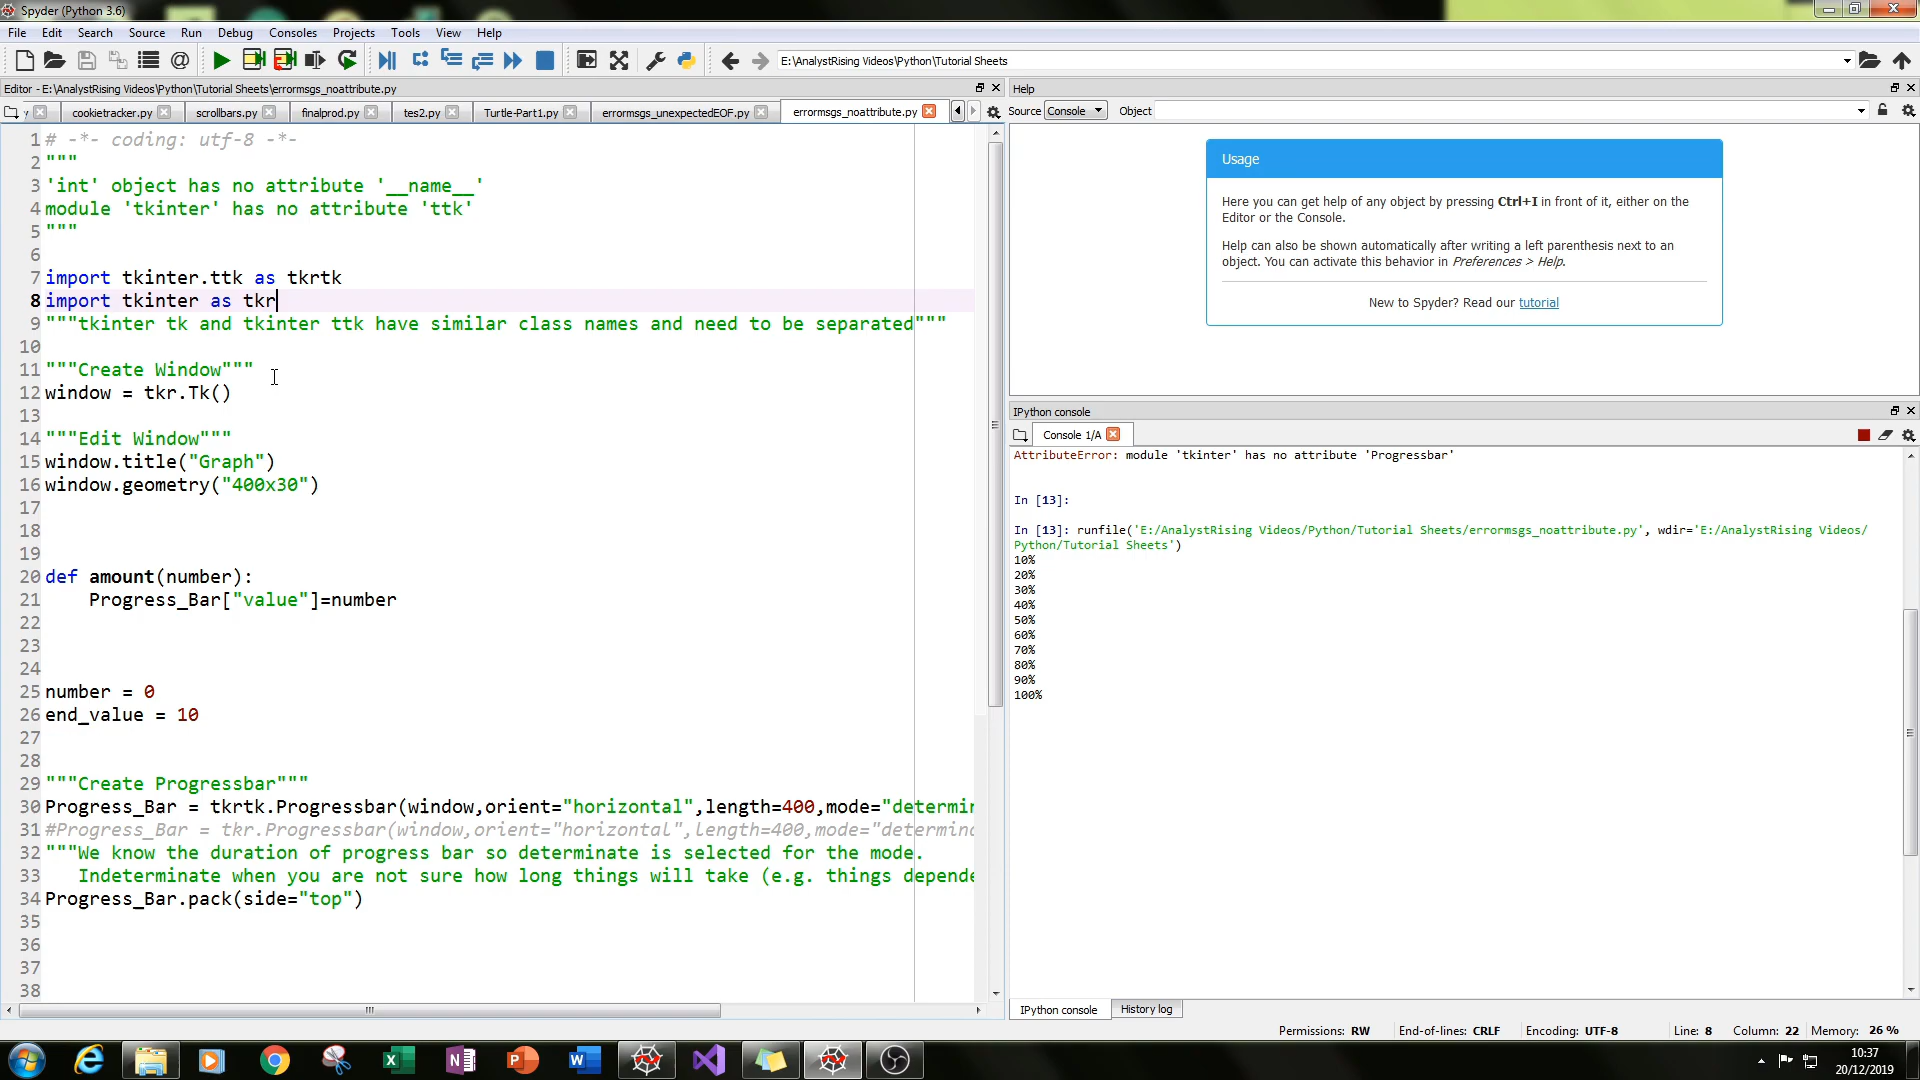 Spyder (Python 3.6)
File Edit Search Source Run Debug Consoles Projects Tools View Help
E:\AnalystRising Videos\Python\Tutorial Sheets
Editor - E:\AnalystRising Videos\Python\Tutorial Sheets\errormsgs_noattribute.py
y cookietracker.py scrollbars.py finalprod.py tes2.py Turtle-Part1.py errormsgs_unexpectedEOF.py errormsgs_noattribute.py
1 # -*- coding: utf-8 -*-
2 """
3 'int' object has no attribute '__name__'
4 module 'tkinter' has no attribute 'ttk'
5 """
6
7 import tkinter.ttk as tkrtk
8 import tkinter as tkr
9 """tkinter tk and tkinter ttk have similar class names and need to be separated"""
10
11 """Create Window"""
12 window = tkr.Tk()
13
14 """Edit Window"""
15 window.title("Graph")
16 window.geometry("400x30")
17
18
19
20 def amount(number):
21     Progress_Bar["value"]=number
22
23
24
25 number = 0
26 end_value = 10
27
28
29 """Create Progressbar"""
30 Progress_Bar = tkrtk.Progressbar(window,orient="horizontal",length=400,mode="determin
31 #Progress_Bar = tkr.Progressbar(window,orient="horizontal",length=400,mode="determina
32 """We know the duration of progress bar so determinate is selected for the mode.
33    Indeterminate when you are not sure how long things will take (e.g. things depende
34 Progress_Bar.pack(side="top")
35
36
37
38
Help
Source Console Object
Usage
Here you can get help of any object by pressing Ctrl+I in front of it, either on the
Editor or the Console.
Help can also be shown automatically after writing a left parenthesis next to an
object. You can activate this behavior in Preferences > Help.
New to Spyder? Read our tutorial
IPython console
Console 1/A
AttributeError: module 'tkinter' has no attribute 'Progressbar'
In [13]:
In [13]: runfile('E:/AnalystRising Videos/Python/Tutorial Sheets/errormsgs_noattribute.py', wdir='E:/AnalystRising Videos/
Python/Tutorial Sheets')
10%
20%
30%
40%
50%
60%
70%
80%
90%
100%
IPython console History log
Permissions: RW End-of-lines: CRLF Encoding: UTF-8 Line: 8 Column: 22 Memory: 26 %
10:37
20/12/2019